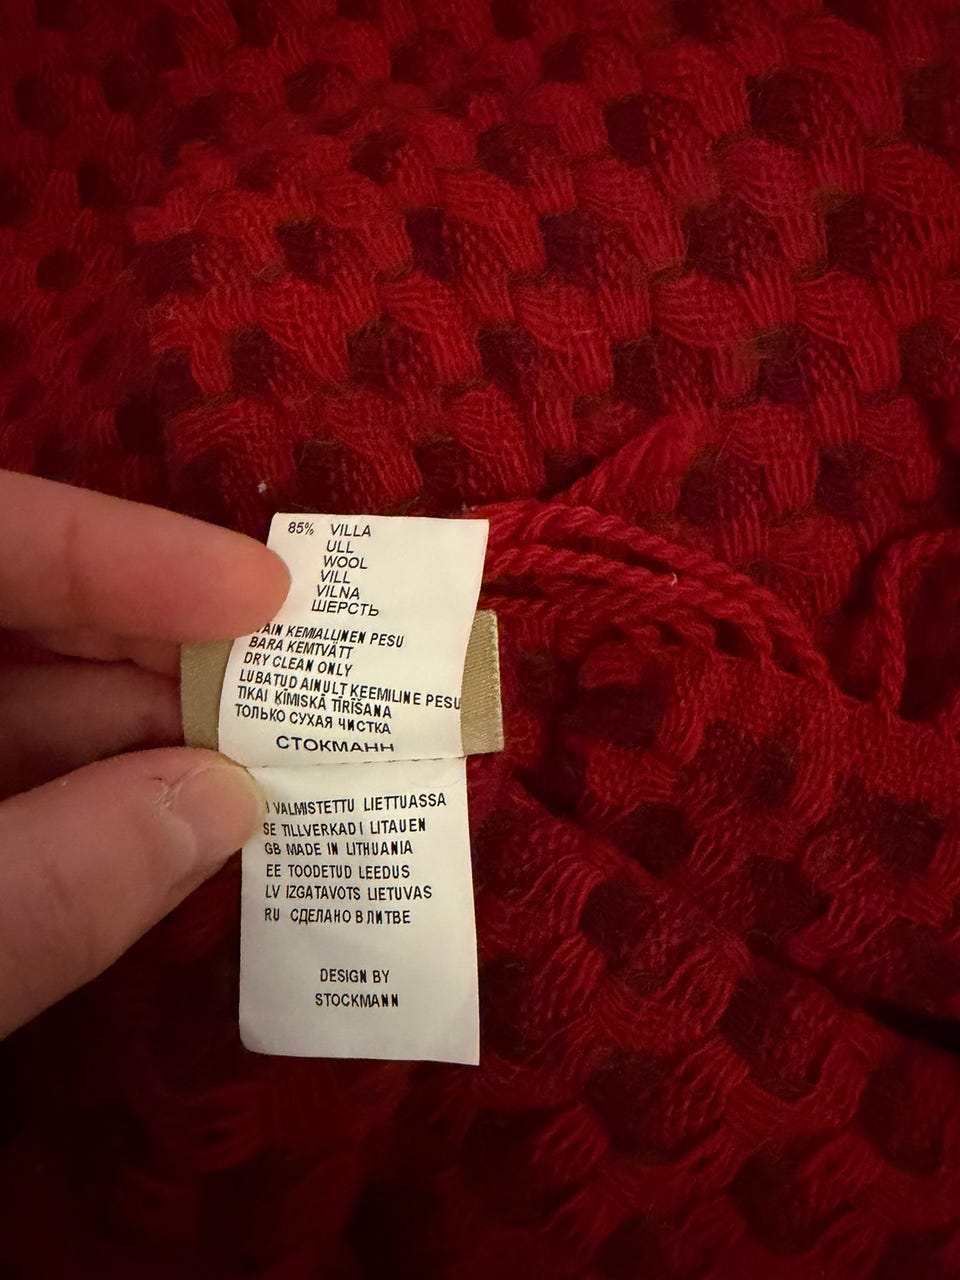 85% VILLA
ULL
WOOL
VILL
VILNA
ШЕРСТЬ
KEMIALLINEN PESU
BARA KEMTVÄTT
DRY CLEAN ONLY
LUBATUD AINULT KEEMILINE PESU
TIKAI ĶĪMISKĀ TĪRĪŠANA
ТОЛЬКО СУХАЯ ЧИСТКА
СТОКМАНН
VALMISTETTU LIETTUASSA
SE TILLVERKAD I LITAUEN
GB MADE IN LITHUANIA
EE TOODETUD LEEDUS
LV IZGATAVOTS LIETUVAS
RU СДЕЛАНО В ЛИТВЕ
DESIGN BY
STOCKMANN